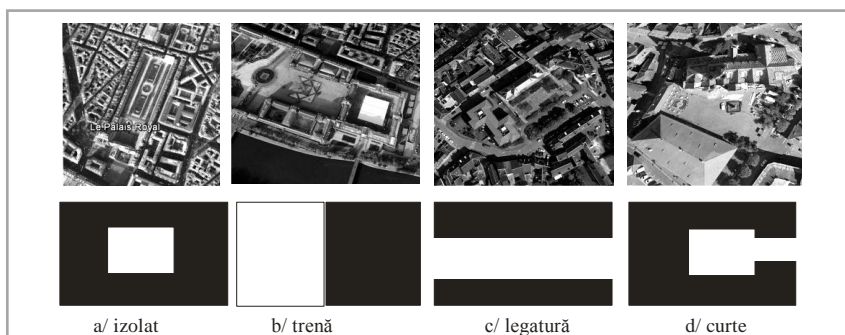 Le Palais Royal
a/ izolat b/ trenă c/ legatură d/ curte